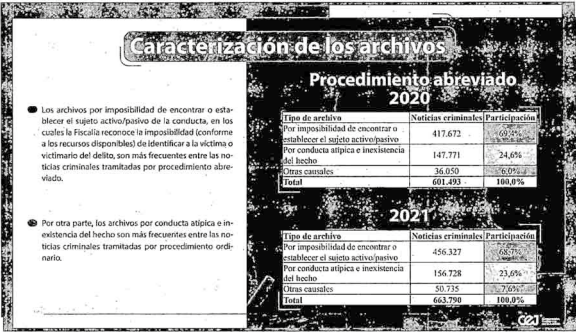 Caracterización de los archivos
Los archivos por imposibilidad de encontrar o esta-
blecer el sujeto activo/pasivo de la conducta, en los
cuales la Fiscalía reconoce la imposibilidad (conforme
a los recursos disponibles) de identificar a la víctima o
victimario del delito, son más frecuentes entre las no-
ticias criminales tramitadas por procedimiento abre-
viado.
Por otra parte, los archivos por conducta atípica e in-
existencia del hecho son más frecuentes entre las no-
ticias criminales tramitadas por procedimiento ordi-
nario.
Procedimiento abreviado
2020
Tipo de archivo Noticias criminales Participación
Por imposibilidad de encontrar o
establecer el sujeto activo/pasivo 417.672 69,4%
Por conducta atípica e inexistencia
del hecho 147.771 24,6%
Otras causales 36.050 6,0%
Total 601.493 100,0%
2021
Tipo de archivo Noticias criminales Participación
Por imposibilidad de encontrar o
establecer el sujeto activo/pasivo 456.327 68,7%
Por conducta atípica e inexistencia
del hecho 156.728 23,6%
Otras causales 50.735 7,6%
Total 663.790 100,0%
CEJ